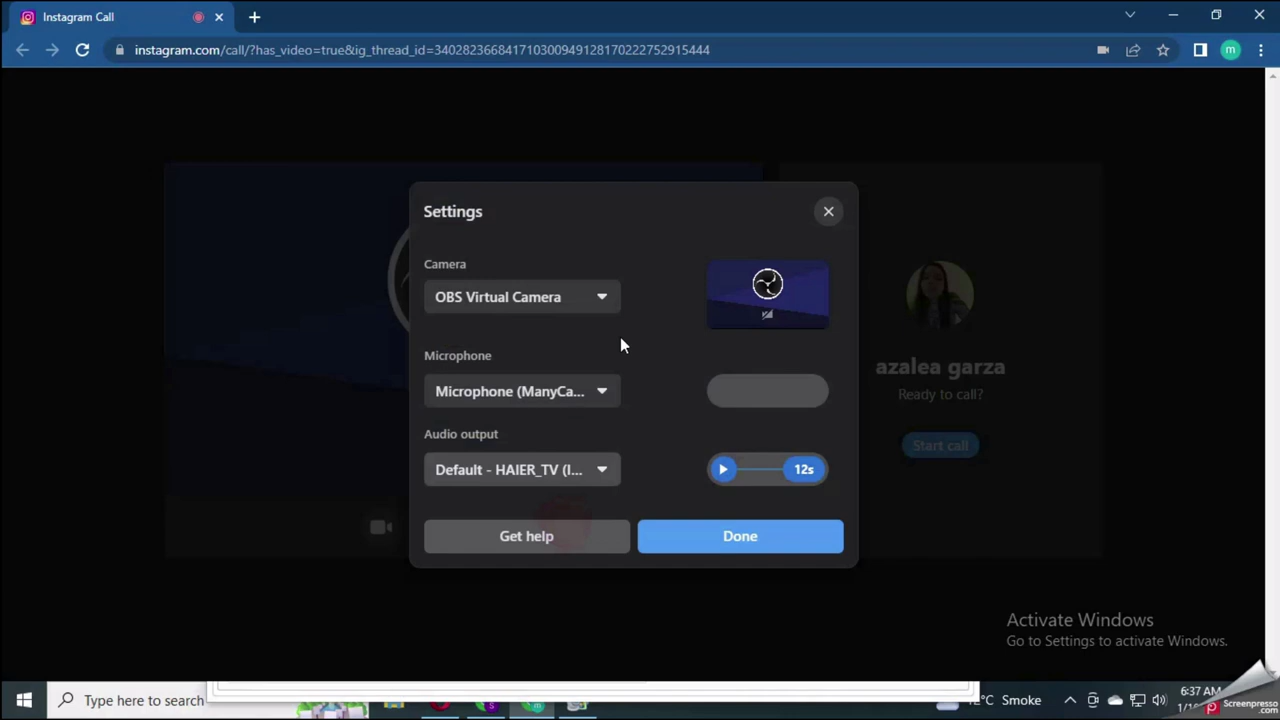 Instagram Call
instagram.com/call/?has_video=true&ig_thread_id=340282366841710300949128170222752915444
m
Settings
Camera
OBS Virtual Camera
Microphone
Microphone (ManyCa...
Audio output
Default - HAIER_TV (I...
12s
Get help
Done
azalea garza
Ready to call?
Start call
Activate Windows
Go to Settings to activate Windows.
Type here to search
Smoke
6:37 AM
Screenpresso
.com